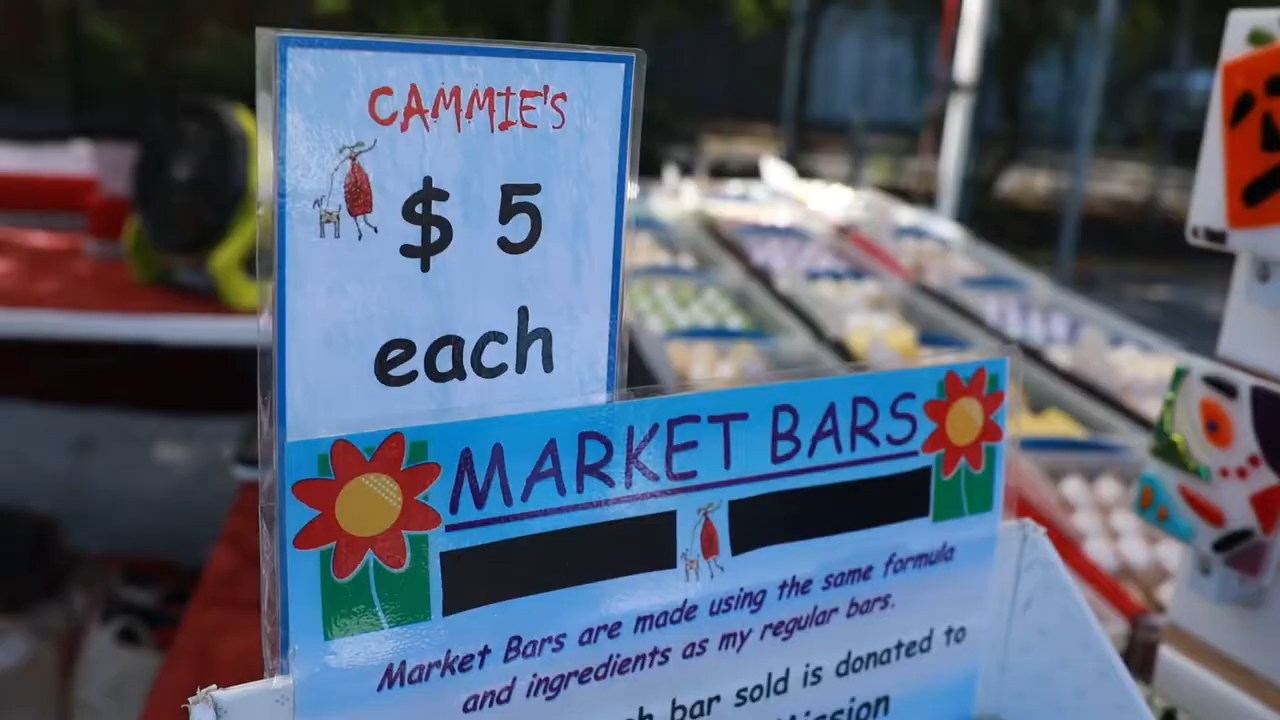 CAMMIE'S
$ 5
each
MARKET BARS
Market Bars are made using the same formula
and ingredients as my regular bars.
bar sold is donated to